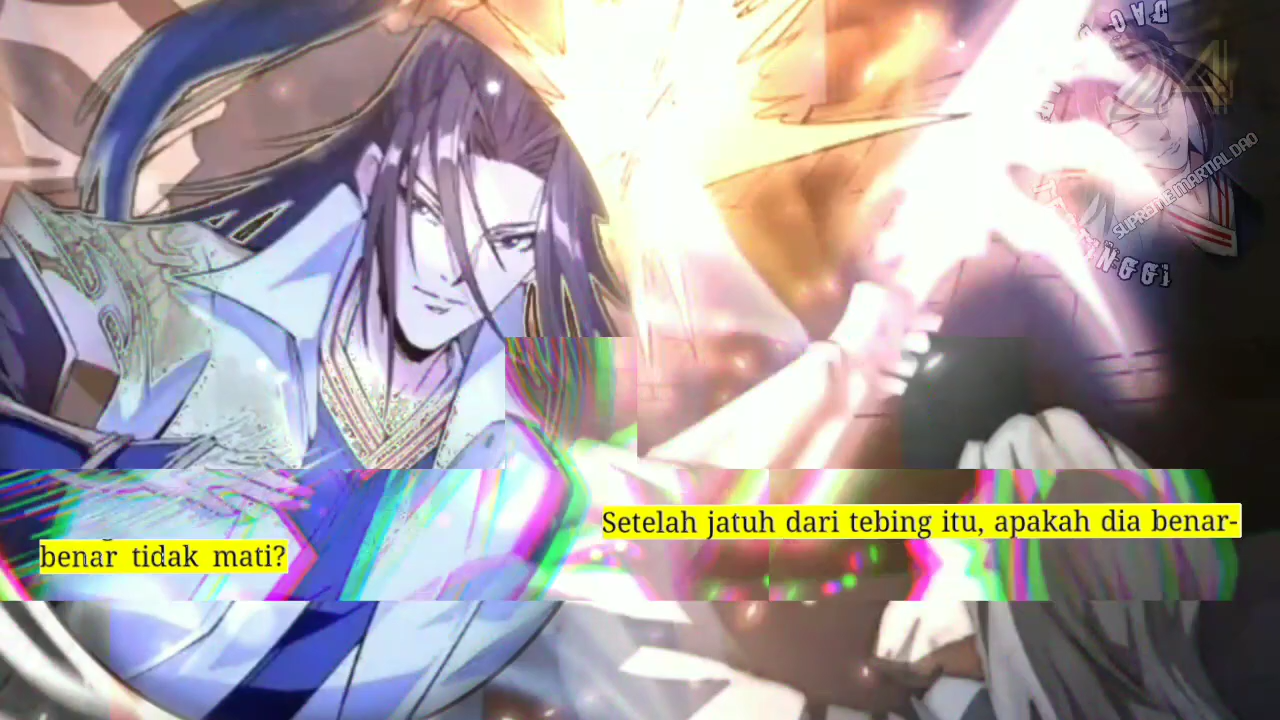 SUPREME MARTIAL DAO
Setelah jatuh dari tebing itu, apakah dia benar-
benar tidak mati?